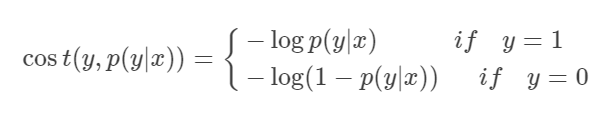 cos t(y, p(y|x)) = { − log p(y|x) if y = 1
− log(1 − p(y|x)) if y = 0